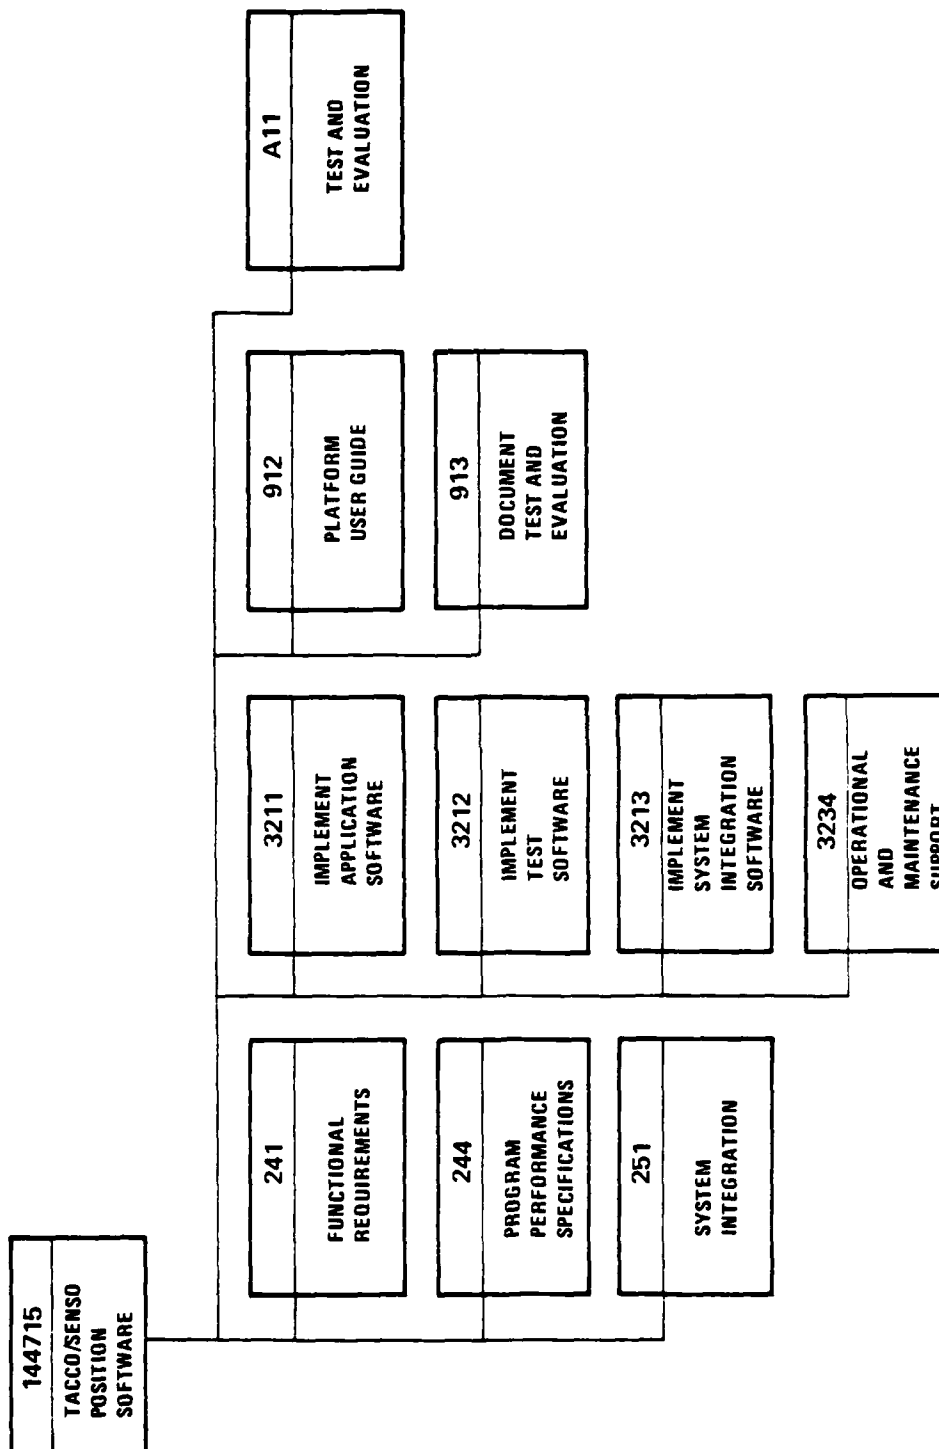 144715
TACCO/SENSO
POSITION
SOFTWARE
241
FUNCTIONAL
REQUIREMENTS
244
PROGRAM
PERFORMANCE
SPECIFICATIONS
251
SYSTEM
INTEGRATION
3211
IMPLEMENT
APPLICATION
SOFTWARE
3212
IMPLEMENT
TEST
SOFTWARE
3213
IMPLEMENT
SYSTEM
INTEGRATION
SOFTWARE
3234
OPERATIONAL
AND
MAINTENANCE
SUPPORT
912
PLATFORM
USER GUIDE
913
DOCUMENT
TEST AND
EVALUATION
A11
TEST AND
EVALUATION